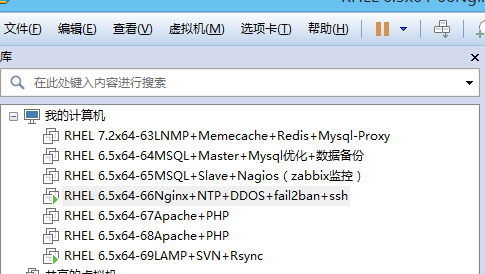 RHEL 6.5x64-66Ngin
文件(F) 编辑(E) 查看(V) 虚拟机(M) 选项卡(T) 帮助(H)
库
在此处键入内容进行搜索
我的计算机
RHEL 7.2x64-63LNMP+Memecache+Redis+Mysql-Proxy
RHEL 6.5x64-64MSQL+Master+Mysql优化+数据备份
RHEL 6.5x64-65MSQL+Slave+Nagios（zabbix监控）
RHEL 6.5x64-66Nginx+NTP+DDOS+fail2ban+ssh
RHEL 6.5x64-67Apache+PHP
RHEL 6.5x64-68Apache+PHP
RHEL 6.5x64-69LAMP+SVN+Rsync
共享的虚拟机